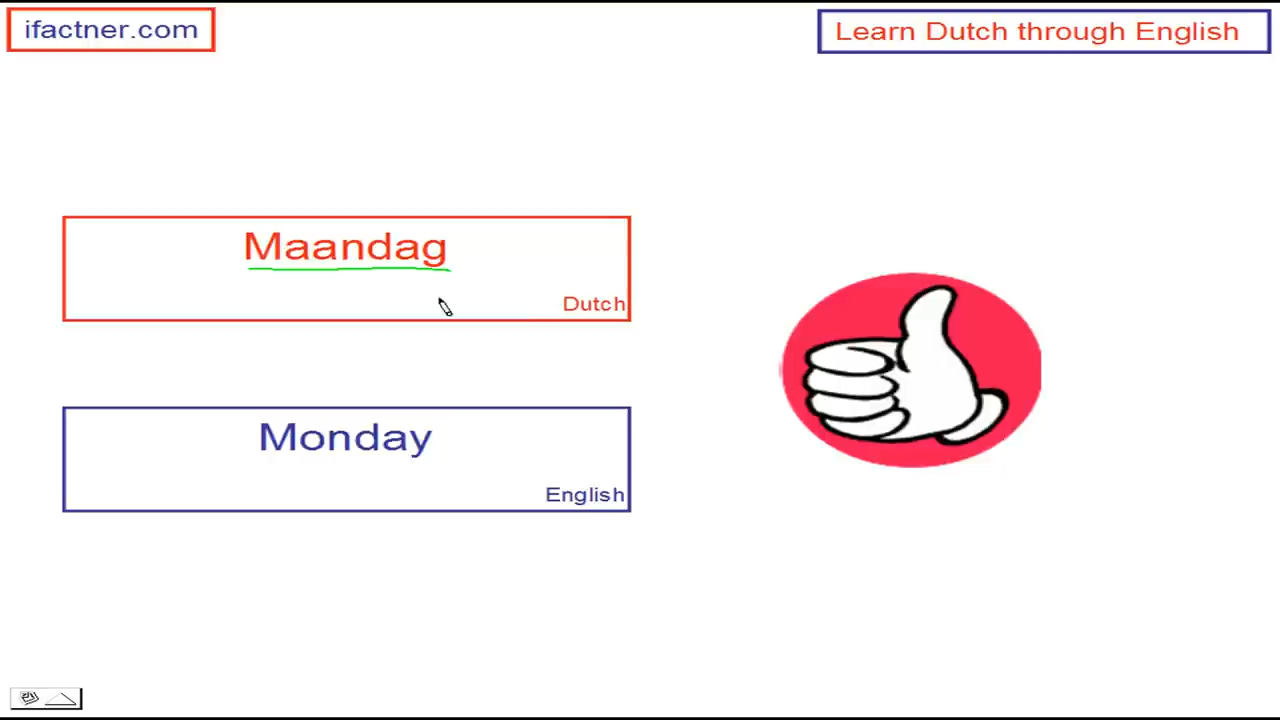 ifactner.com
Learn Dutch through English
Maandag
Dutch
Monday
English